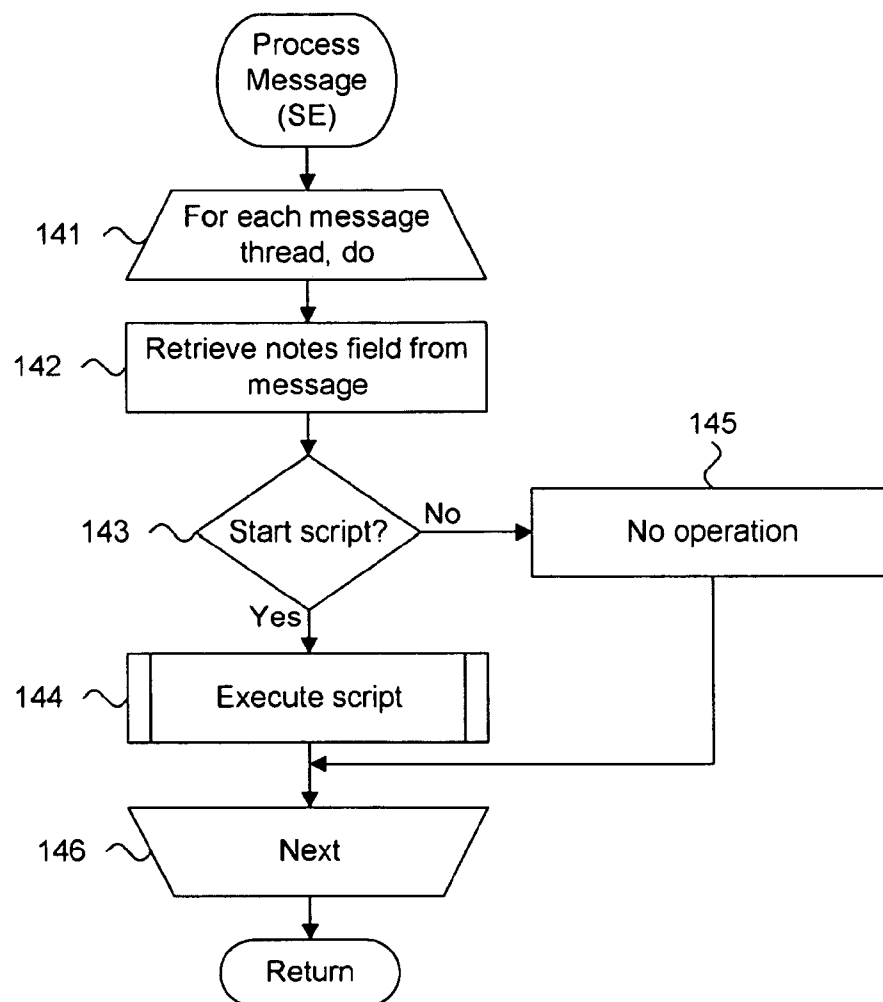 Process
Message
(SE)
141
For each message
thread, do
142
Retrieve notes field from
message
143
Start script?
No
145
No operation
Yes
144
Execute script
146
Next
Return